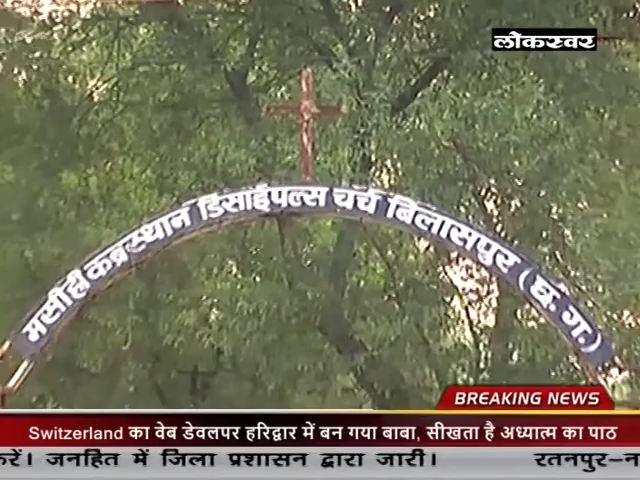 लोकस्वर
मसीही कब्रस्थान डिसाईपल्स चर्च बिलासपुर (छ.ग.)
BREAKING NEWS
Switzerland का वेब डेवलपर हरिद्वार में बन गया बाबा, सीखता है अध्यात्म का पाठ
करें। जनहित में जिला प्रशासन द्वारा जारी। रतनपुर-न